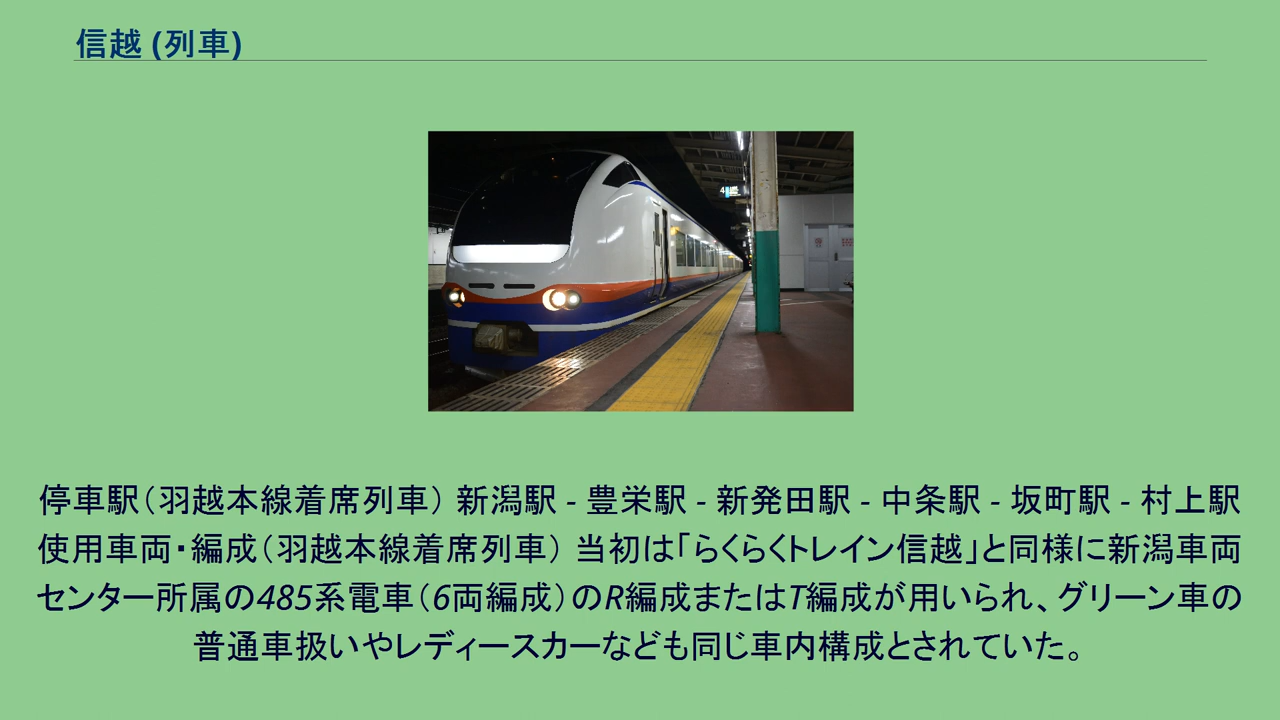 信越 (列車)
4
停車駅（羽越本線着席列車） 新潟駅 - 豊栄駅 - 新発田駅 - 中条駅 - 坂町駅 - 村上駅
使用車両・編成（羽越本線着席列車） 当初は「らくらくトレイン信越」と同様に新潟車両
センター所属の485系電車（6両編成）のR編成またはT編成が用いられ、グリーン車の
普通車扱いやレディースカーなども同じ車内構成とされていた。